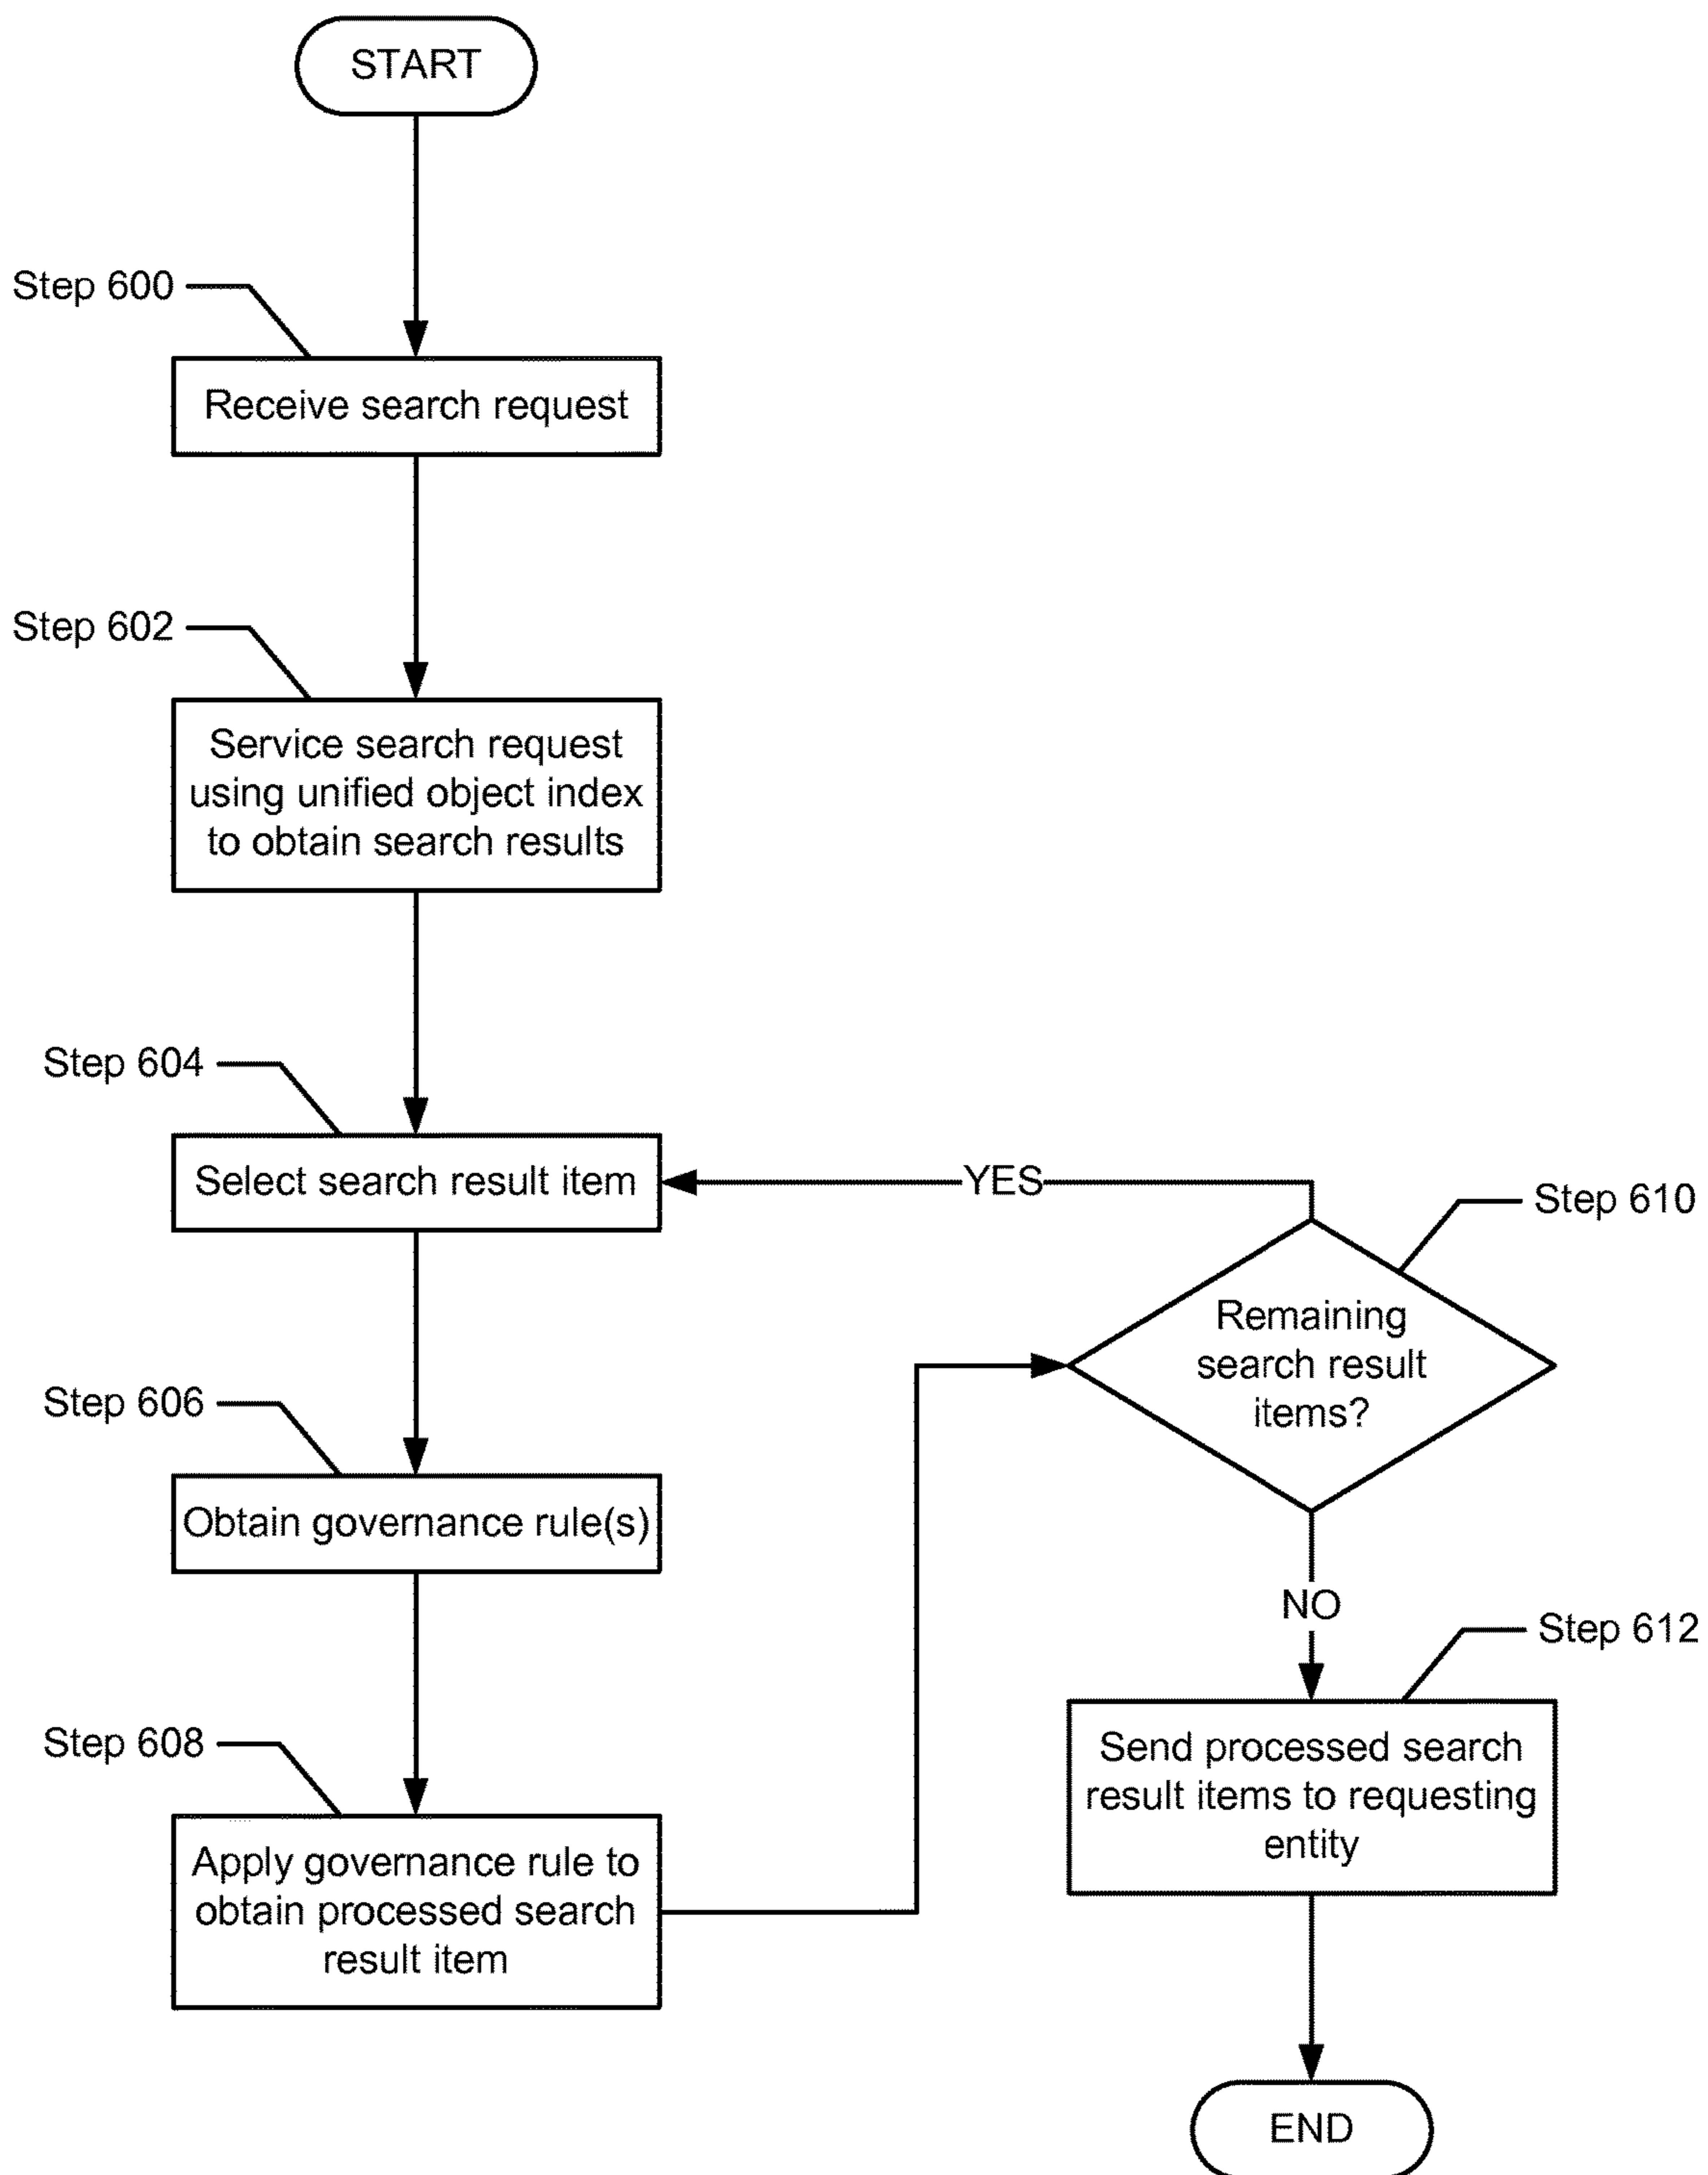 START
Step 600
Receive search request
Step 602
Service search request
using unified object index
to obtain search results
Step 604
Select search result item
YES
Step 610
Remaining
search result
items?
Step 606
Obtain governance rule(s)
NO
Step 612
Step 608
Send processed search
result items to requesting
entity
Apply governance rule to
obtain processed search
result item
END